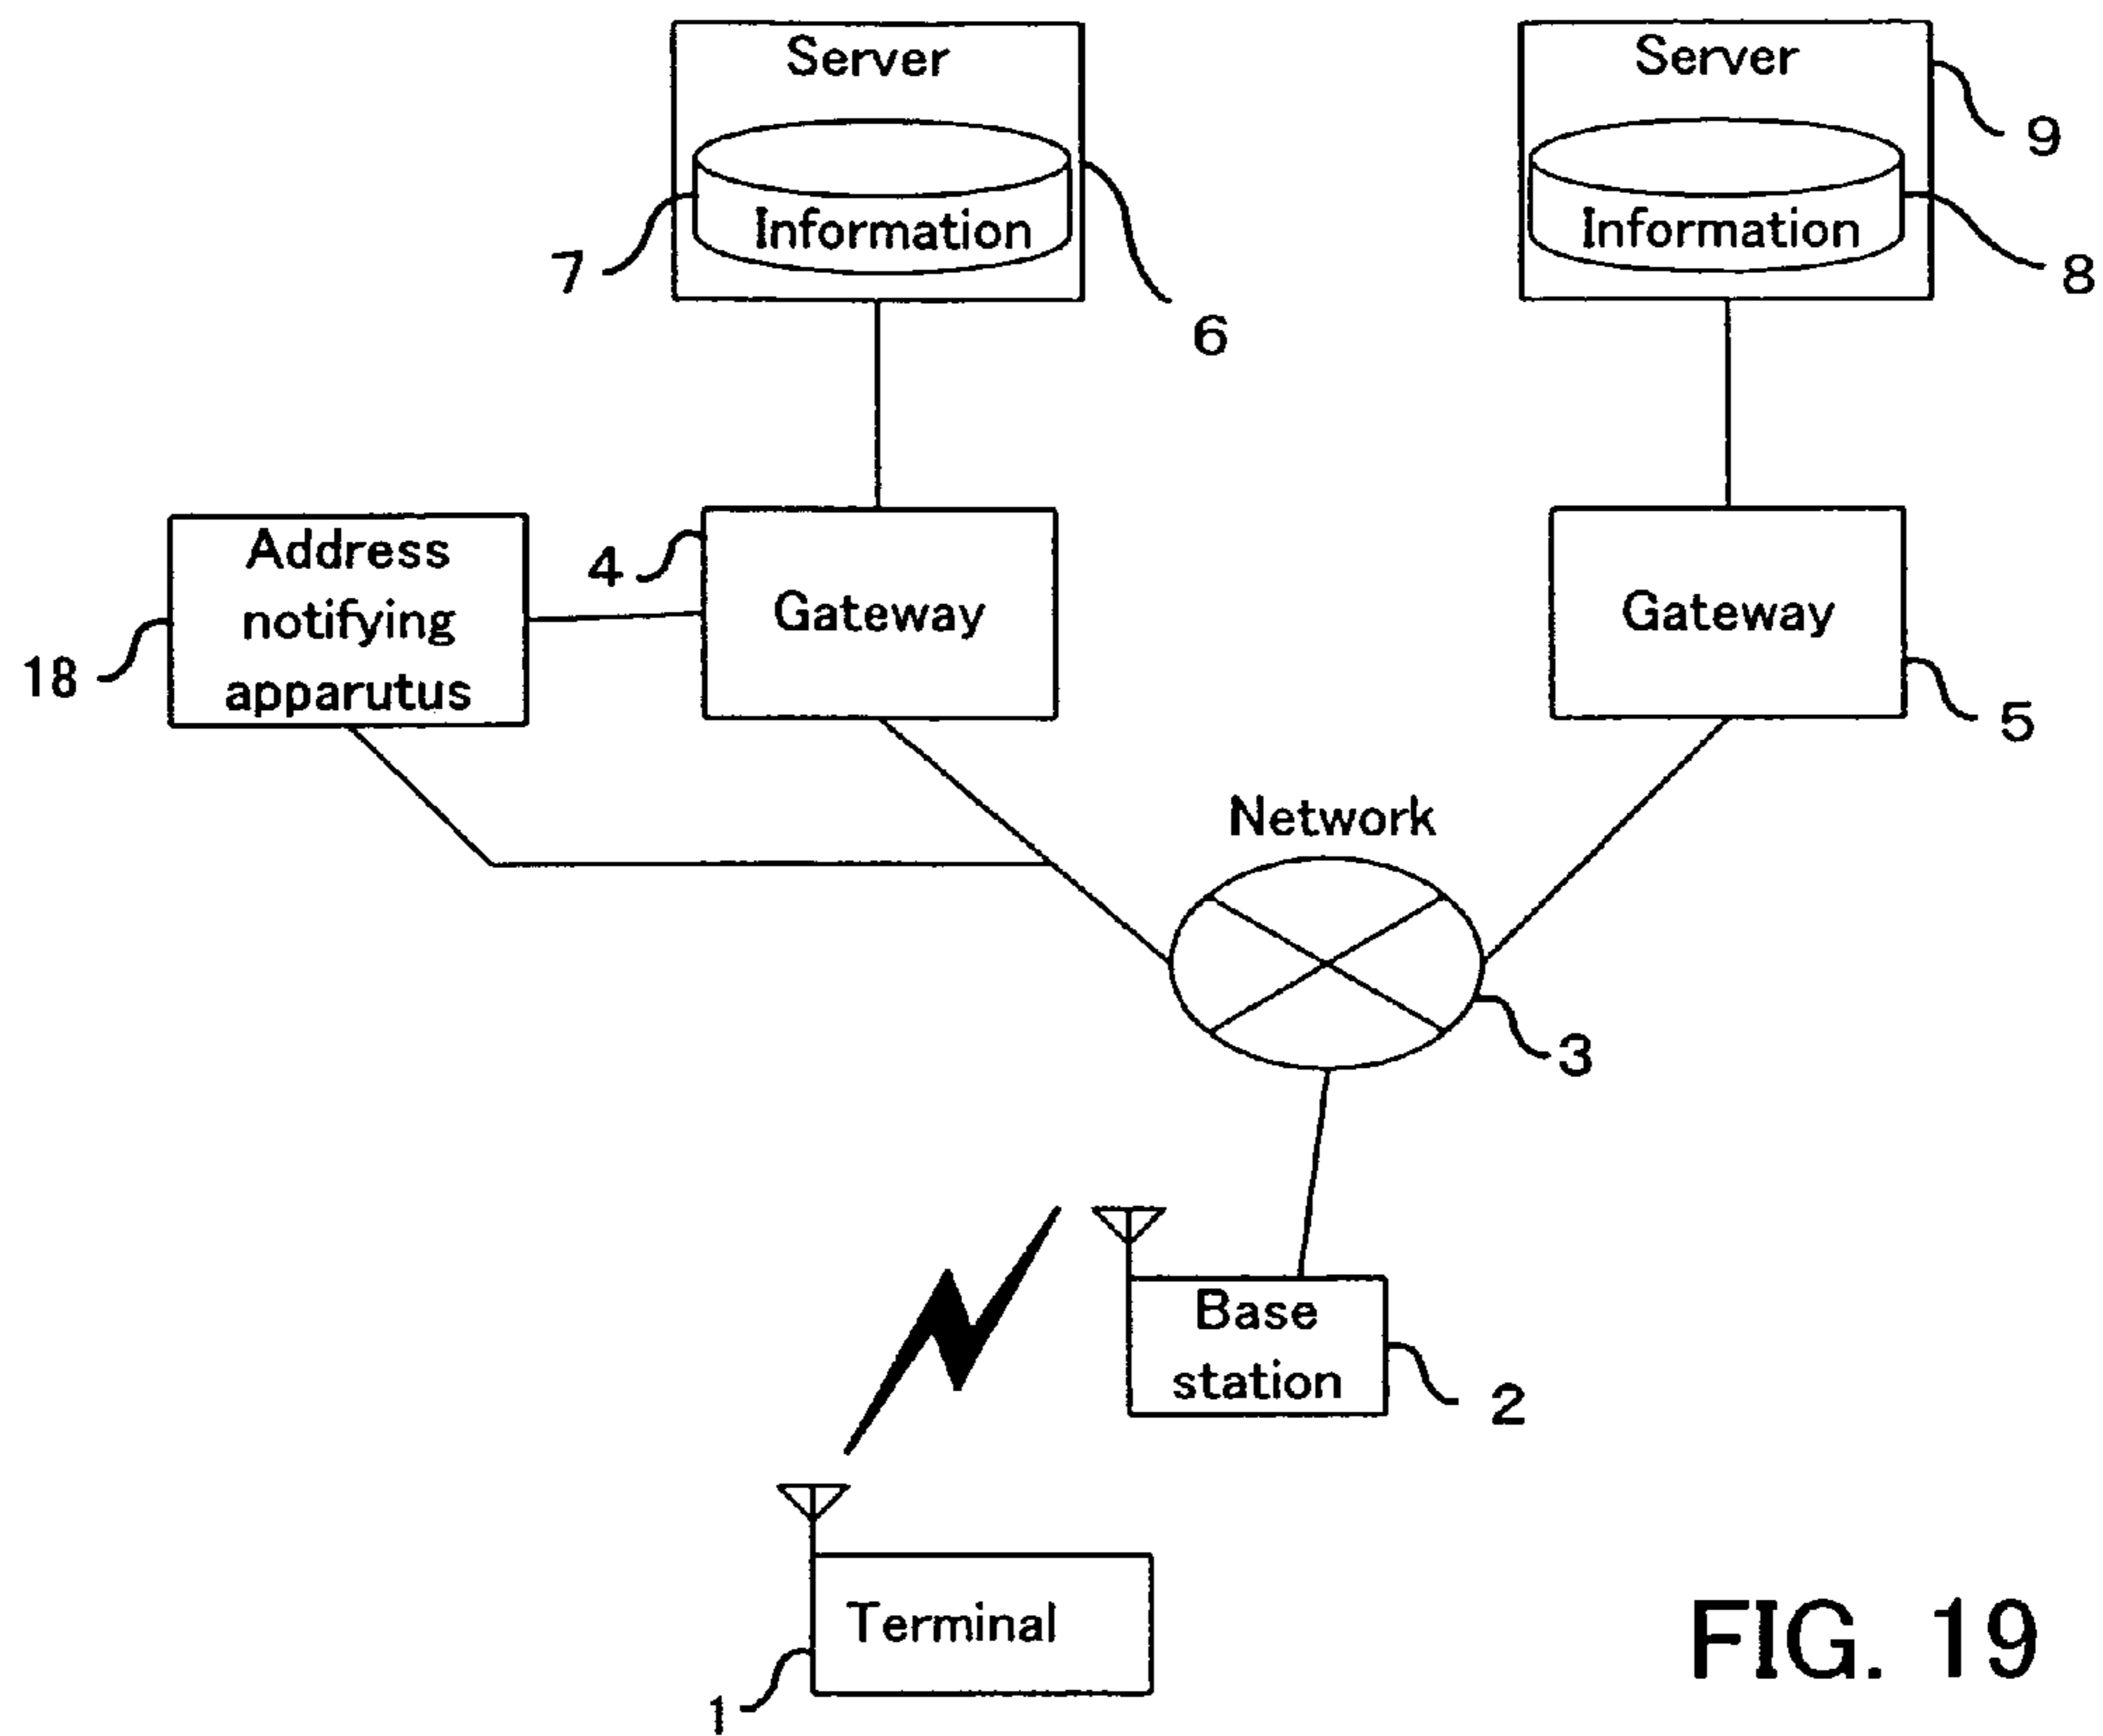 Server
Server
9
Information
Information
7
8
6
Address
notifying
apparutus
4
Gateway
Gateway
18
5
Network
3
Base
station
2
Terminal
1
FIG. 19